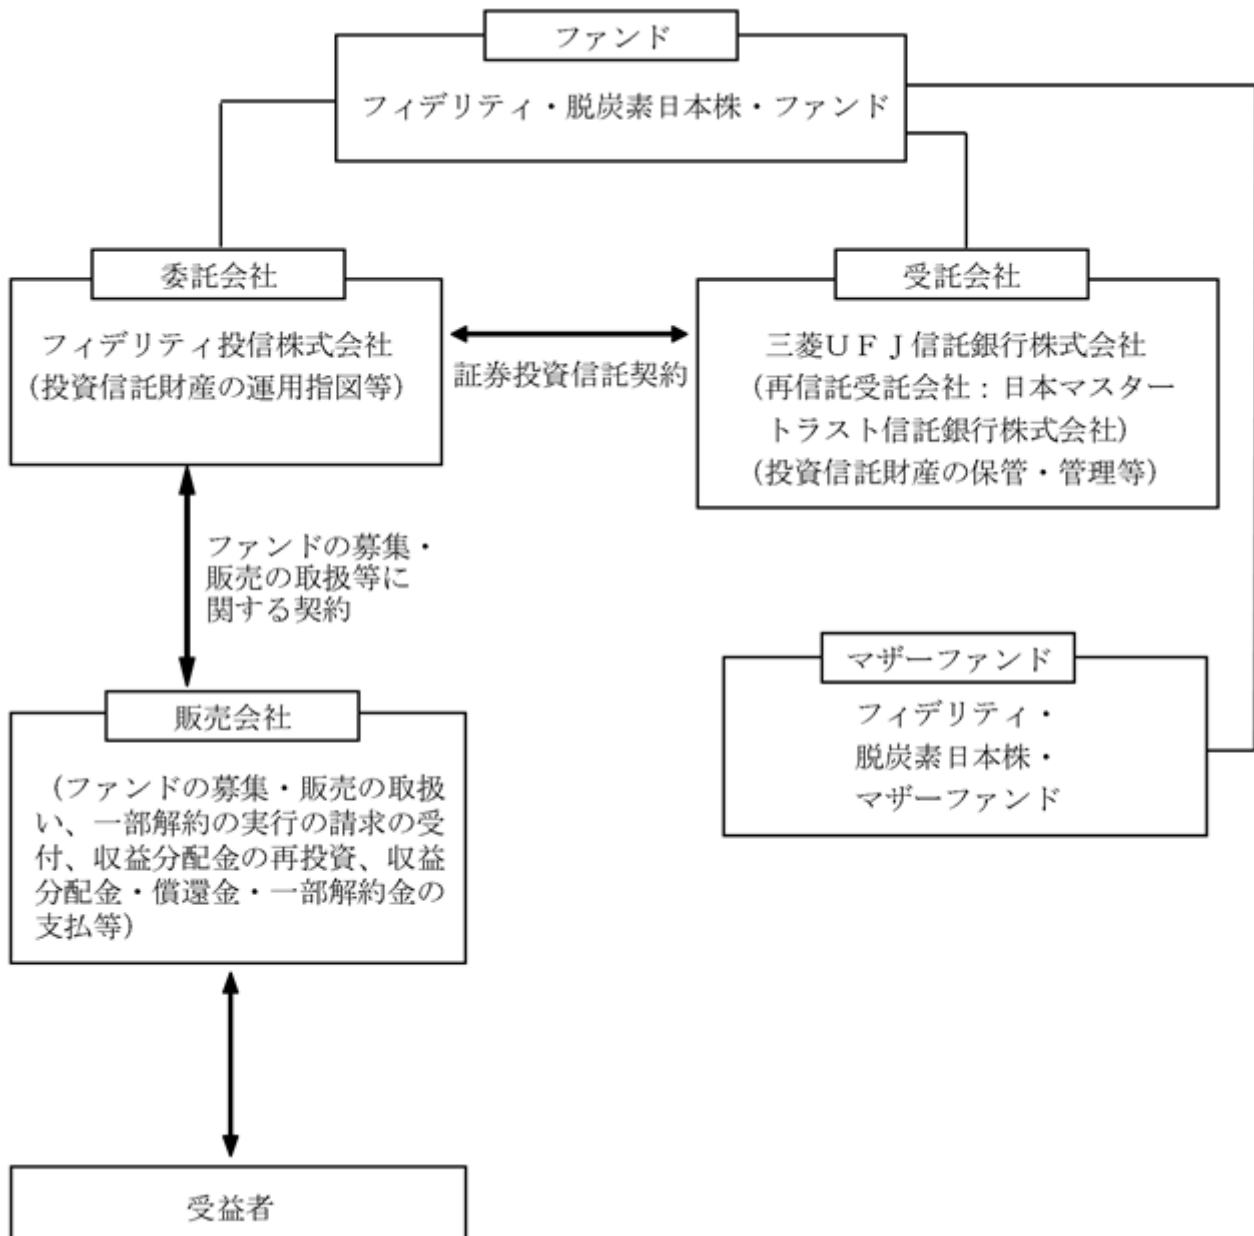 ファンド
フィデリティ・脱炭素日本株・ファンド
委託会社
フィデリティ投信株式会社
（投資信託財産の運用指図等）
証券投資信託契約
受託会社
三菱ＵＦＪ信託銀行株式会社
（再信託受託会社：日本マスター
トラスト信託銀行株式会社）
（投資信託財産の保管・管理等）
ファンドの募集・
販売の取扱等に
関する契約
マザーファンド
フィデリティ・
脱炭素日本株・
マザーファンド
販売会社
（ファンドの募集・販売の取扱
い、一部解約の実行の請求の受
付、収益分配金の再投資、収益
分配金・償還金・一部解約金の
支払等）
受益者